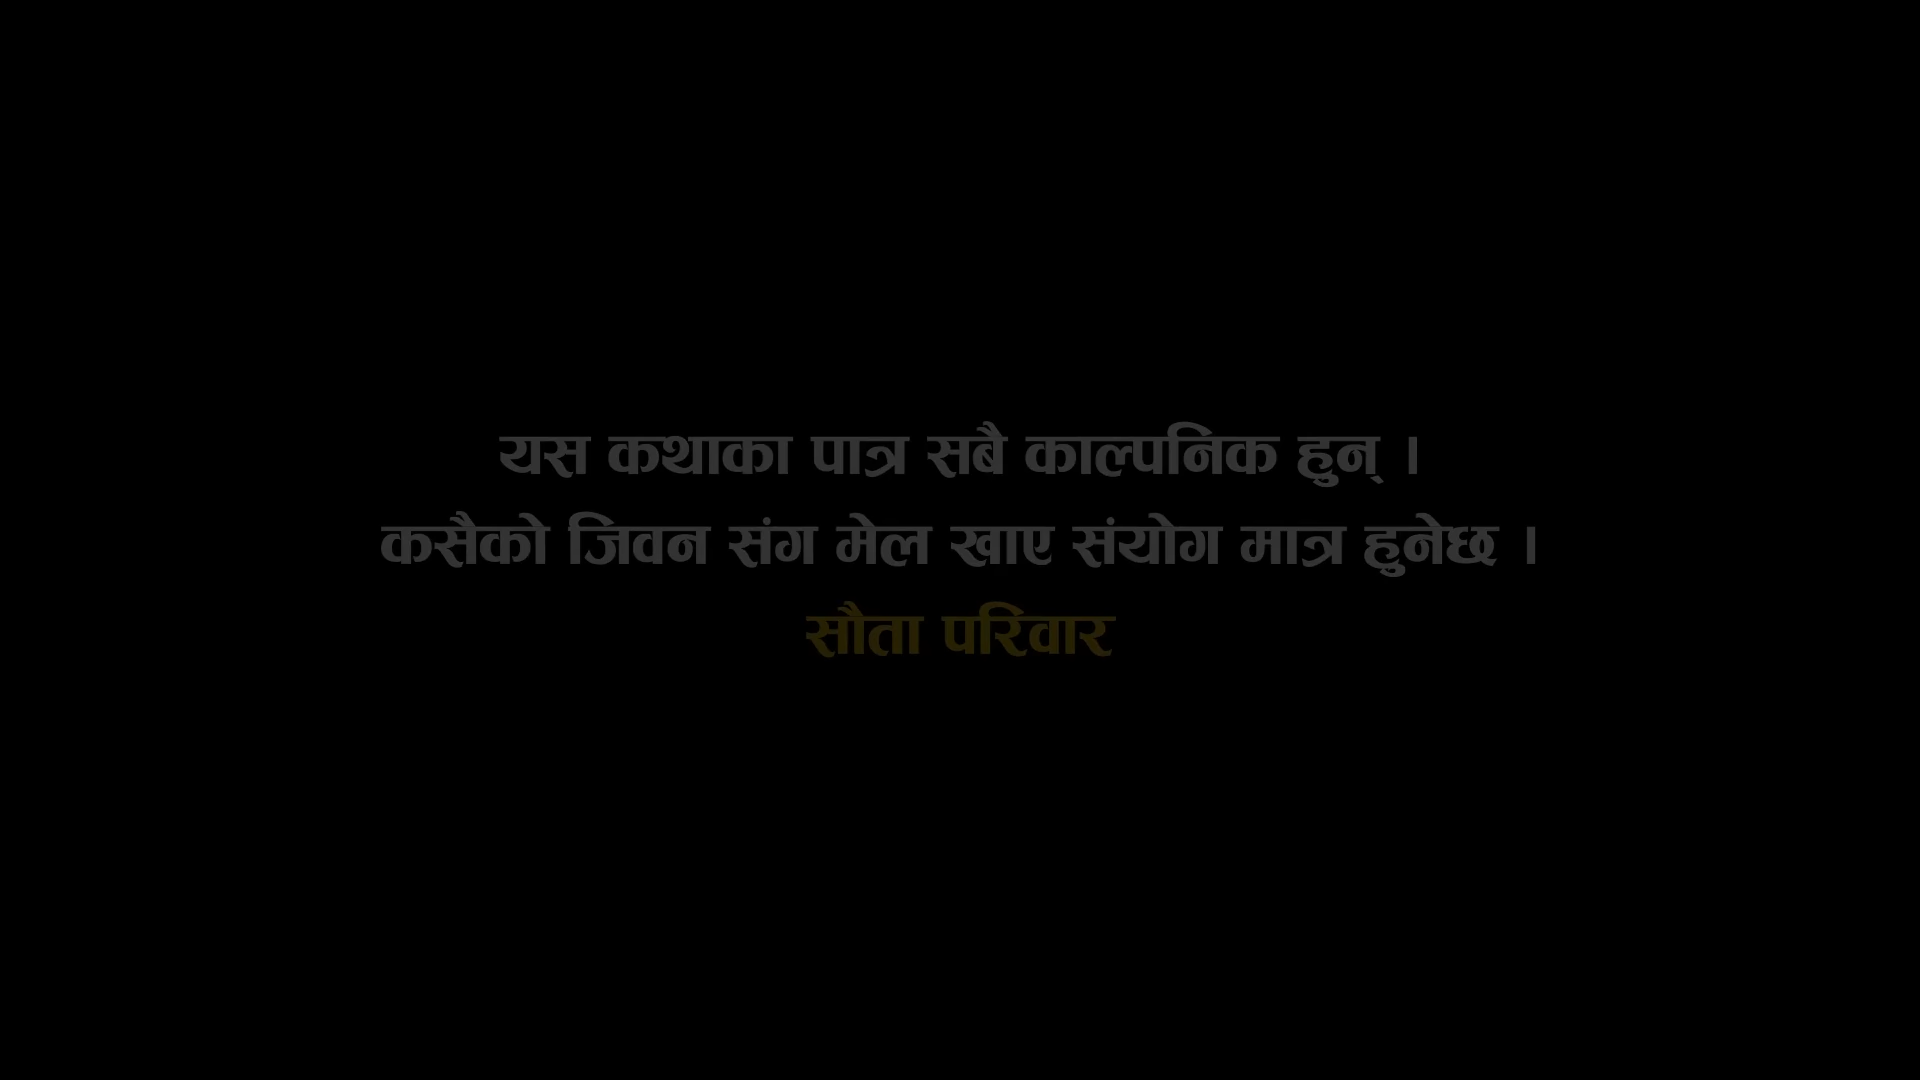 यस कथाका पात्र सबै काल्पनिक हुन् ।
कसैको जिवन संग मेल खाए संयोग मात्र हुनेछ ।
सौता परिवार